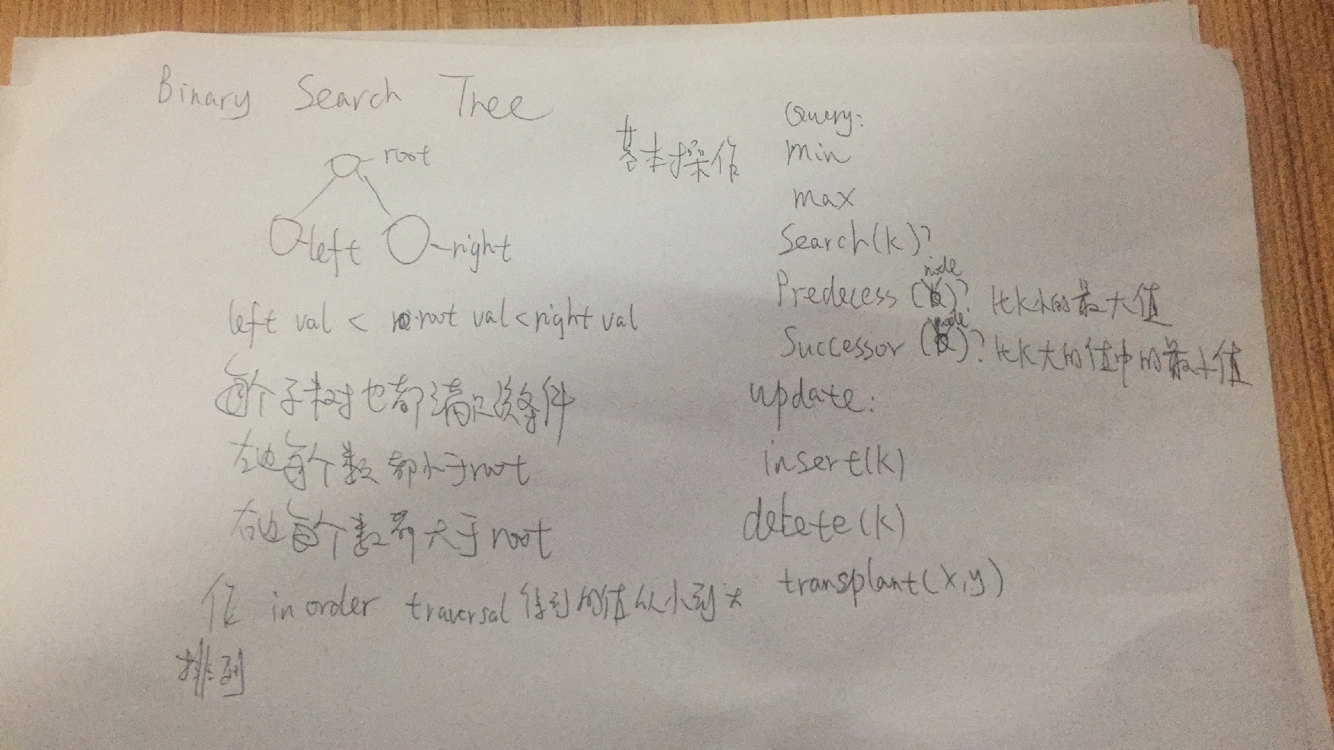 Binary Search Tree
root
left
right
left val < root val < right val
每个子树也都满足该条件
左边每个数都小于root
右边每个数都大于root
做 in order traversal 得到的值从小到大
排列
基本操作
Query:
min
max
Search(k)?
Predecess (node)? 比k小的最大值
Successor (node)? 比k大的值中的最小值
update:
insert(k)
detete(k)
transplant(x,y)